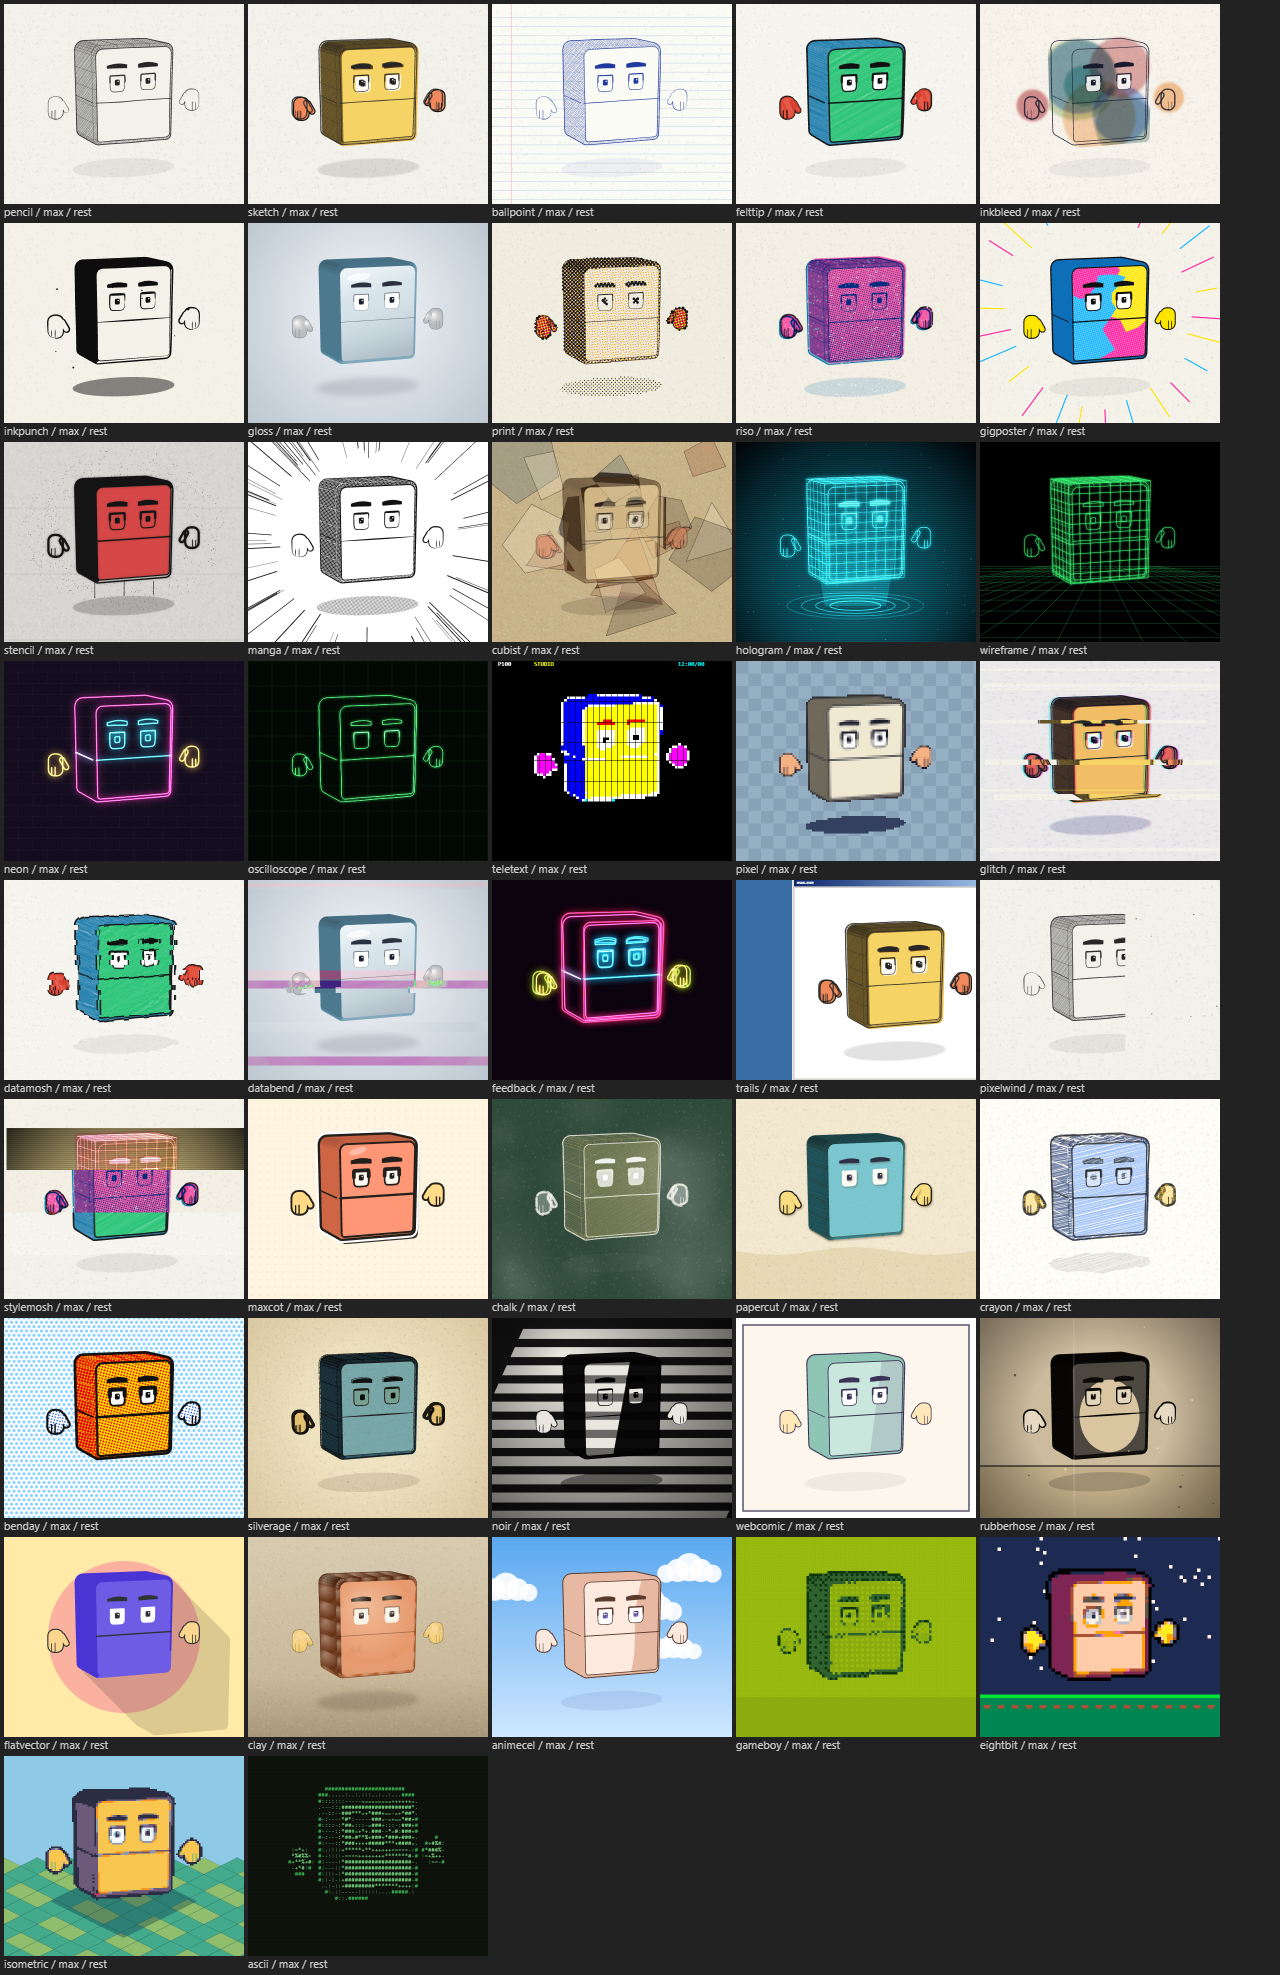 pencil / max / rest
sketch / max / rest
ballpoint / max / rest
felttip / max / rest
inkbleed / max / rest
inkpunch / max / rest
gloss / max / rest
print / max / rest
riso / max / rest
gigposter / max / rest
stencil / max / rest
manga / max / rest
cubist / max / rest
hologram / max / rest
wireframe / max / rest
P100 STUDIO 12:00/00
neon / max / rest
oscilloscope / max / rest
teletext / max / rest
pixel / max / rest
glitch / max / rest
datamosh / max / rest
databend / max / rest
feedback / max / rest
trails / max / rest
pixelwind / max / rest
stylemosh / max / rest
maxcot / max / rest
chalk / max / rest
papercut / max / rest
crayon / max / rest
benday / max / rest
silverage / max / rest
noir / max / rest
webcomic / max / rest
rubberhose / max / rest
flatvector / max / rest
clay / max / rest
animecel / max / rest
gameboy / max / rest
eightbit / max / rest
isometric / max / rest
ascii / max / rest